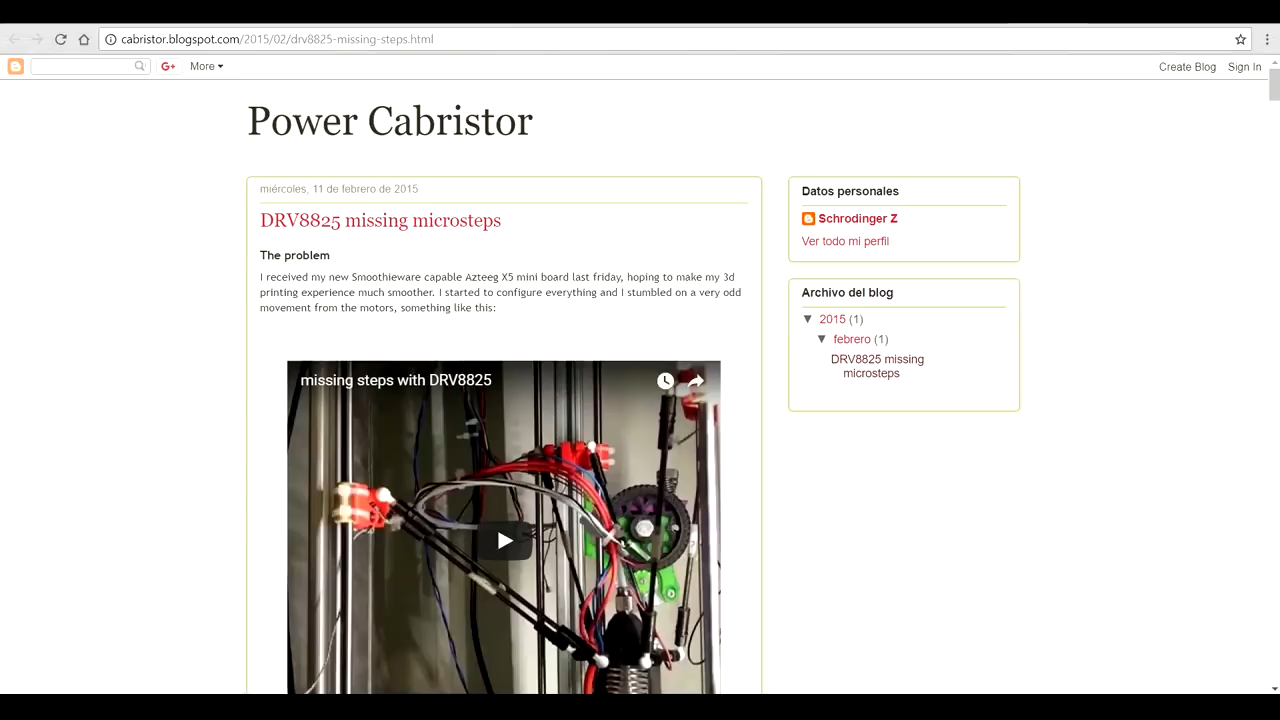 cabristor.blogspot.com/2015/02/drv8825-missing-steps.html
G+ More Create Blog Sign In
Power Cabristor
miércoles, 11 de febrero de 2015
DRV8825 missing microsteps
The problem
I received my new Smoothieware capable Azteeg X5 mini board last friday, hoping to make my 3d
printing experience much smoother. I started to configure everything and I stumbled on a very odd
movement from the motors, something like this:
missing steps with DRV8825
Datos personales
Schrodinger Z
Ver todo mi perfil
Archivo del blog
▼ 2015 (1)
▼ febrero (1)
DRV8825 missing
microsteps